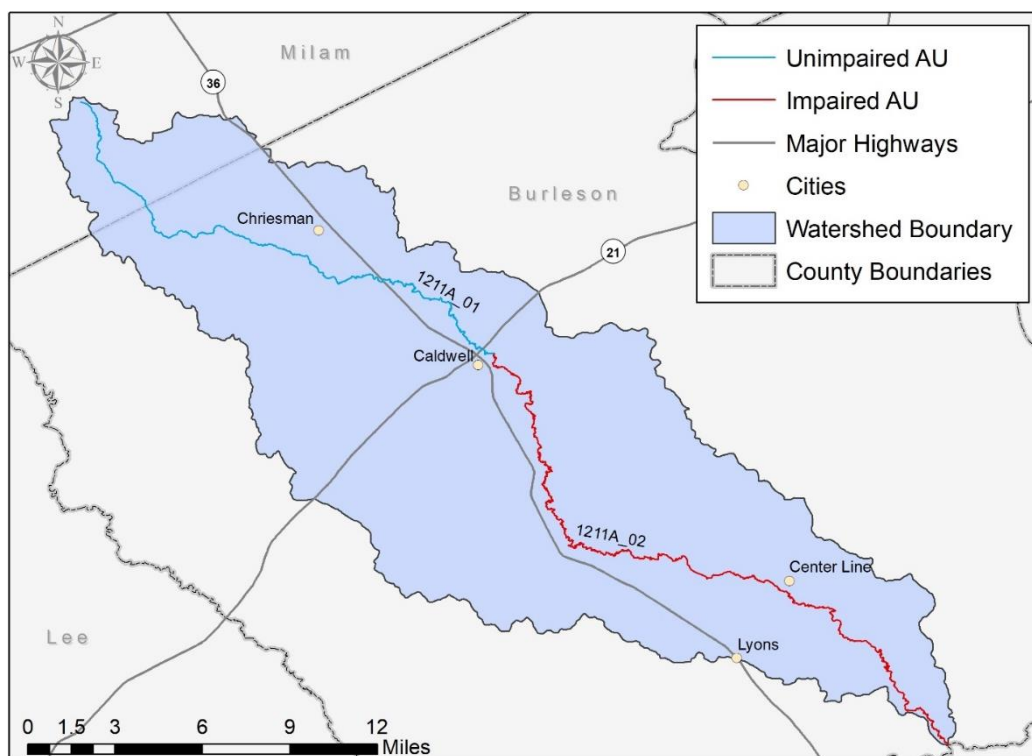 N
W E
S
Milam
36
Unimpaired AU
Impaired AU
Major Highways
Cities
Watershed Boundary
County Boundaries
Burleson
Chriesman
21
1211A_01
Caldwell
1211A_02
Center Line
Lee
Lyons
0 1.5 3 6 9 12
Miles